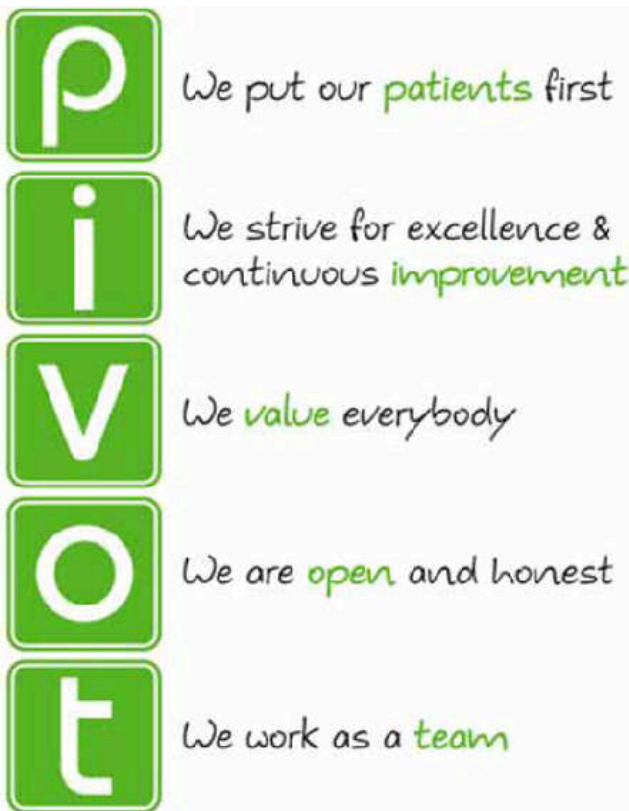 p We put our patients first
i We strive for excellence &
continuous improvement
v We value everybody
o We are open and honest
t We work as a team